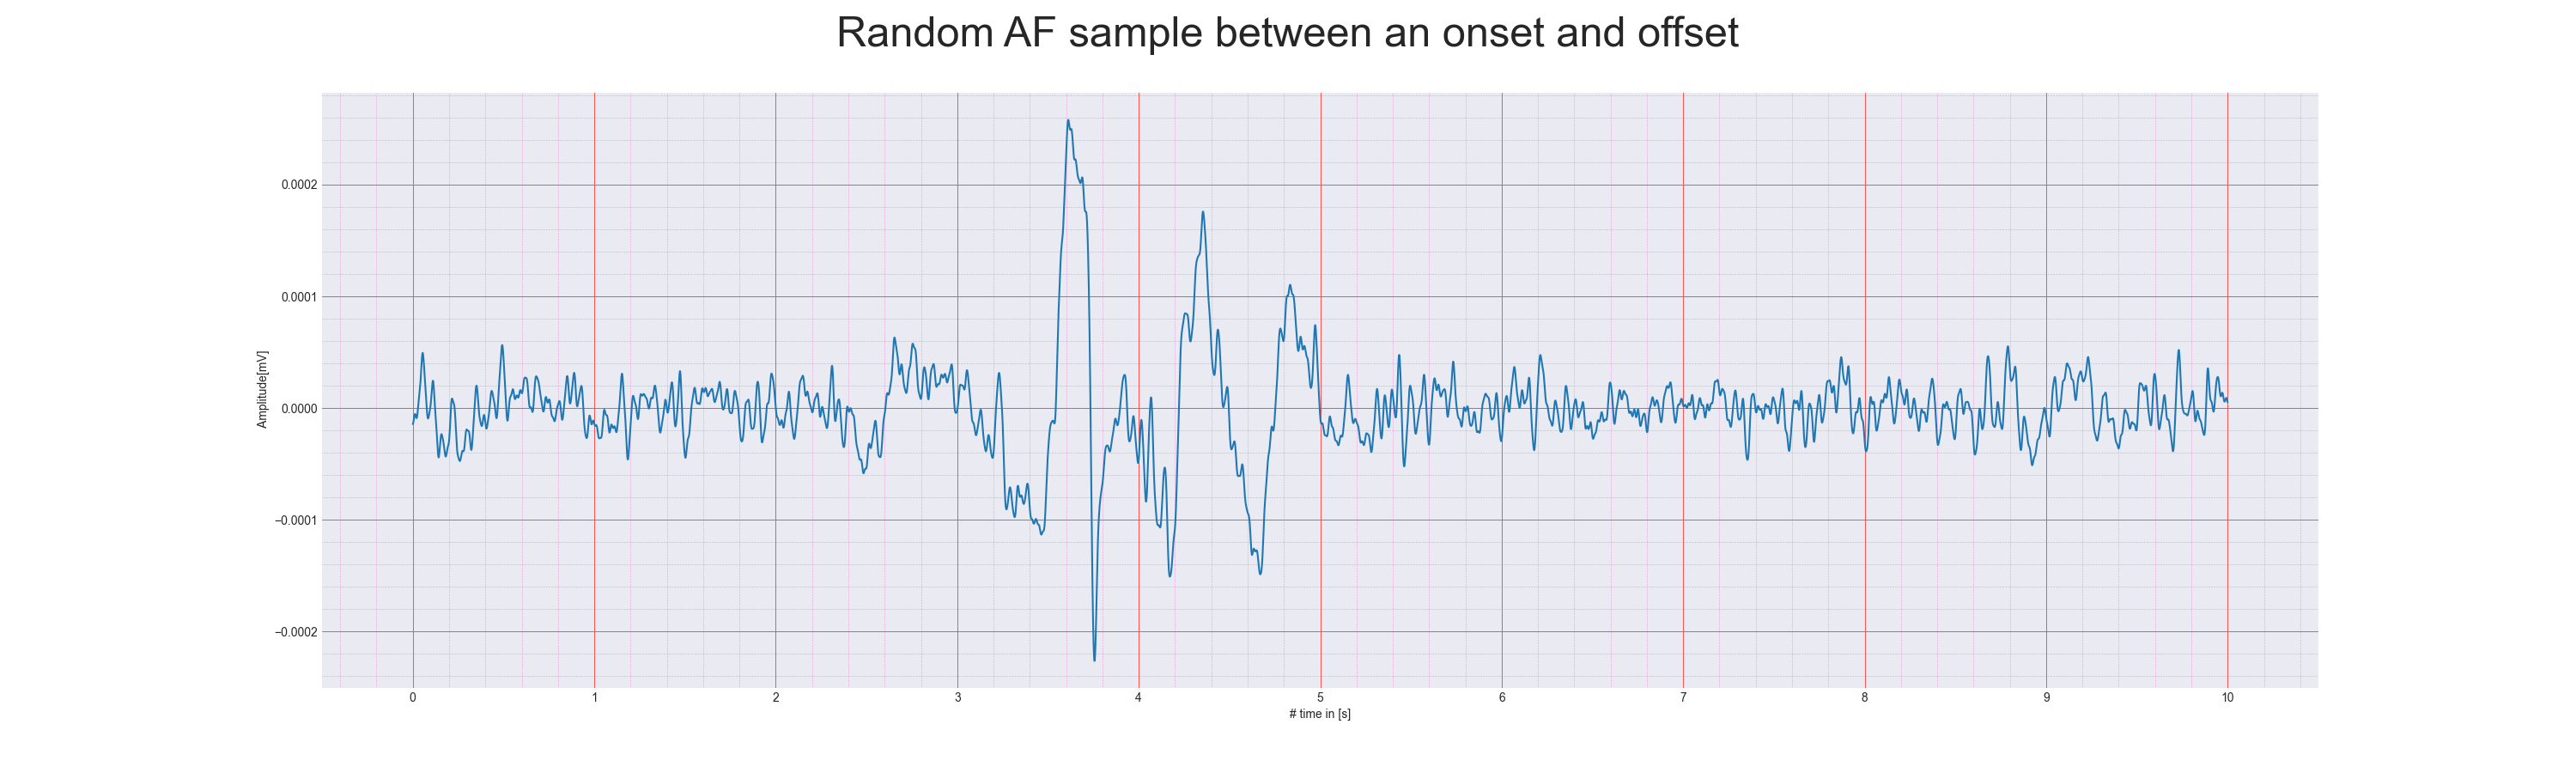 Random AF sample between an onset and offset
Amplitude[mV]
0.0002
0.0001
0.0000
−0.0001
−0.0002
0 1 2 3 4 5 6 7 8 9 10
# time in [s]